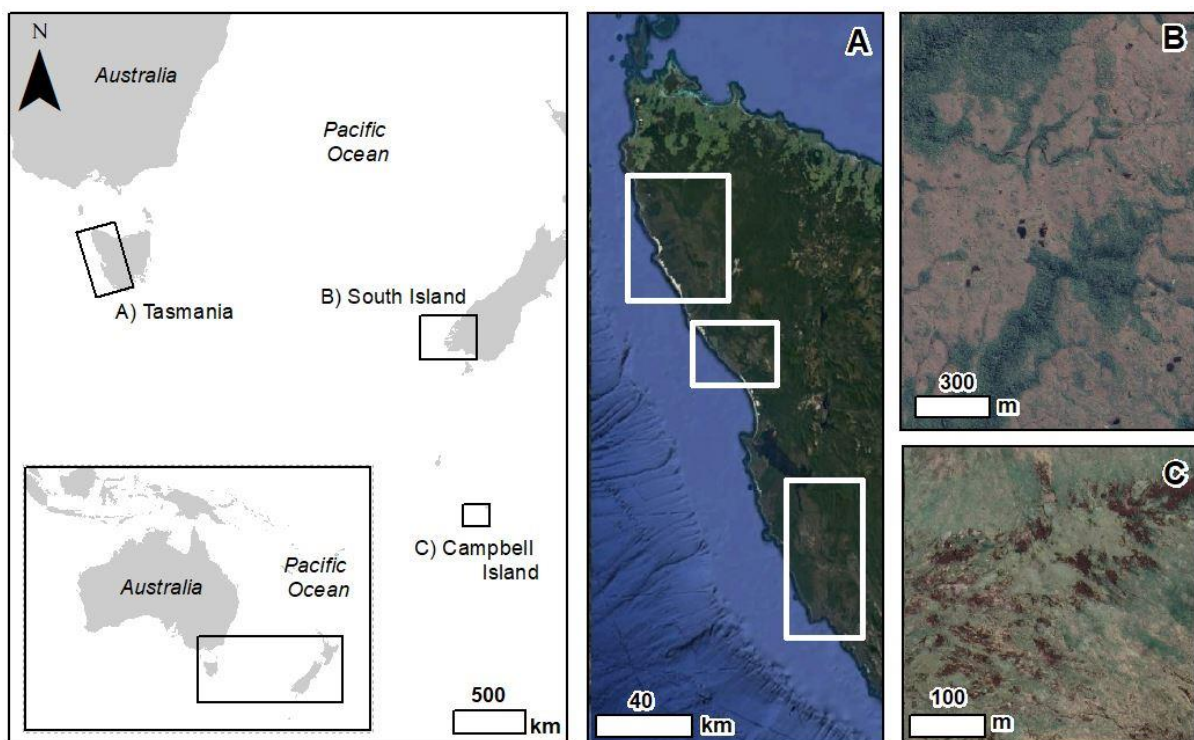 N
Australia
Pacific
Ocean
A) Tasmania
B) South Island
C) Campbell
Island
Pacific
Ocean
Australia
500
km
A
40
km
B
300
m
C
100
m